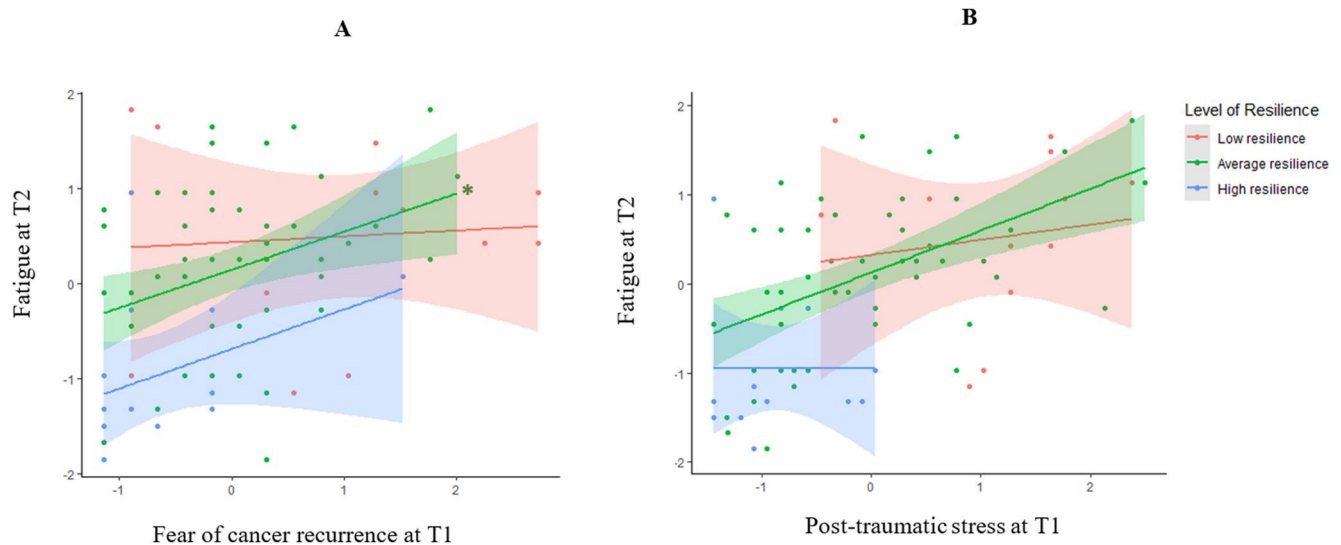 A
B
2
1
0
-1
-2
Fatigue at T2
*
-1
0
1
2
Fear of cancer recurrence at T1
2
1
0
-1
-2
Fatigue at T2
-1
0
1
2
Post-traumatic stress at T1
Level of Resilience
Low resilience
Average resilience
High resilience